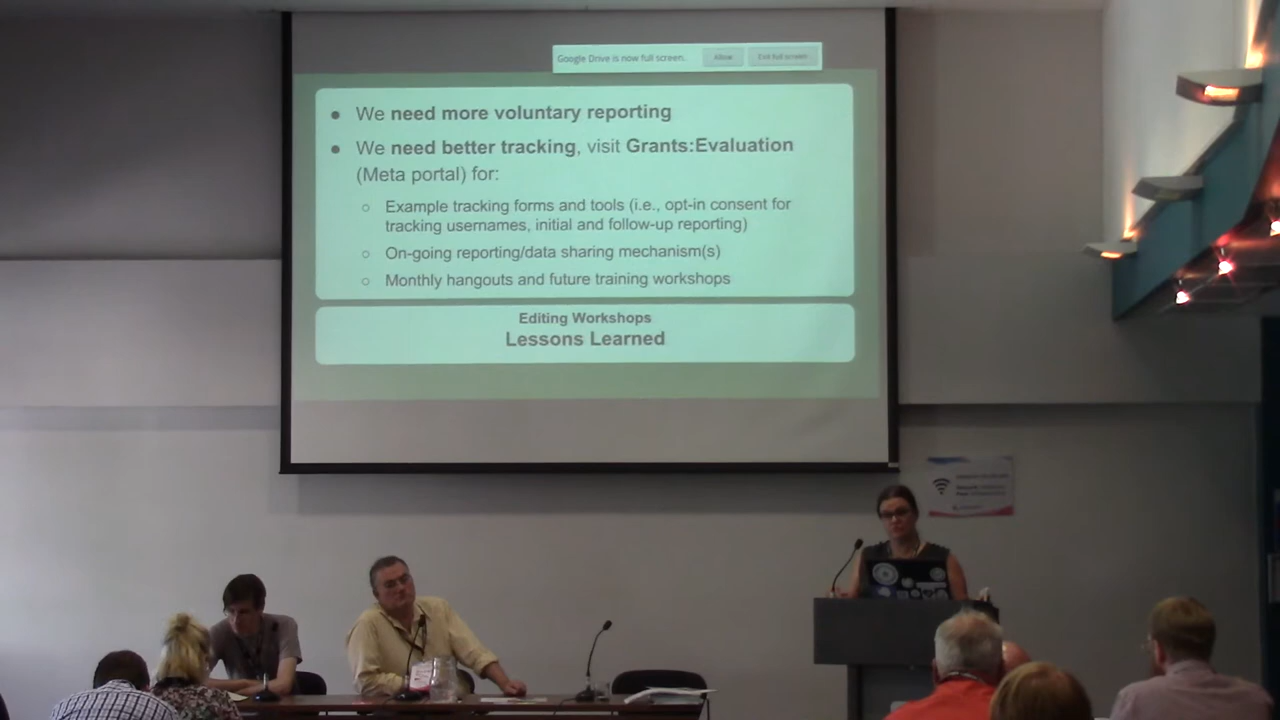 Google Drive is now full screen. Allow Exit full screen
● We need more voluntary reporting
● We need better tracking, visit Grants:Evaluation
(Meta portal) for:
○ Example tracking forms and tools (i.e., opt-in consent for
tracking usernames, initial and follow-up reporting)
○ On-going reporting/data sharing mechanism(s)
○ Monthly hangouts and future training workshops
Editing Workshops
Lessons Learned